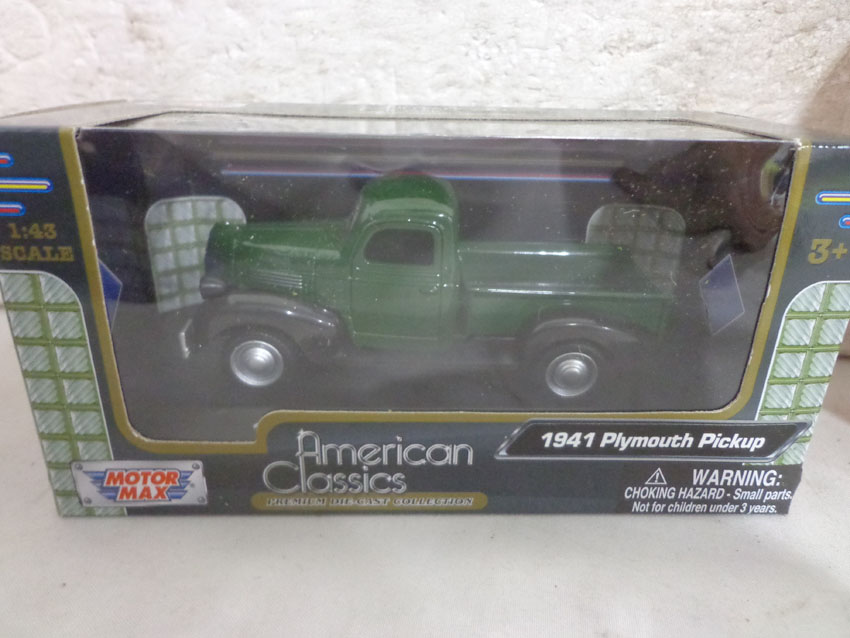 1:43
SCALE
3+
1941 Plymouth Pickup
American
Classics
PREMIUM DIE-CAST COLLECTION
MOTOR
MAX
WARNING:
CHOKING HAZARD - Small parts.
Not for children under 3 years.